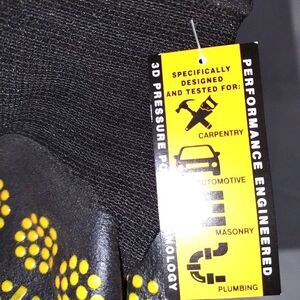 SPECIFICALLY
DESIGNED
AND TESTED FOR:
CARPENTRY
AUTOMOTIVE
MASONRY
PLUMBING
PERFORMANCE ENGINEERED
3D PRESSURE